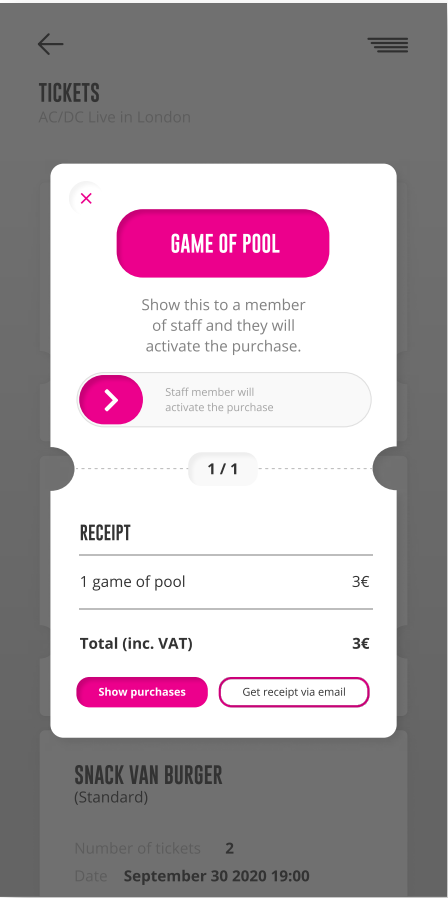 TICKETS
AC/DC Live in London
GAME OF POOL
Show this to a member
of staff and they will
activate the purchase.
Staff member will
activate the purchase
1 / 1
RECEIPT
1 game of pool 3€
Total (inc. VAT) 3€
Show purchases Get receipt via email
SNACK VAN BURGER
(Standard)
Number of tickets 2
Date September 30 2020 19:00